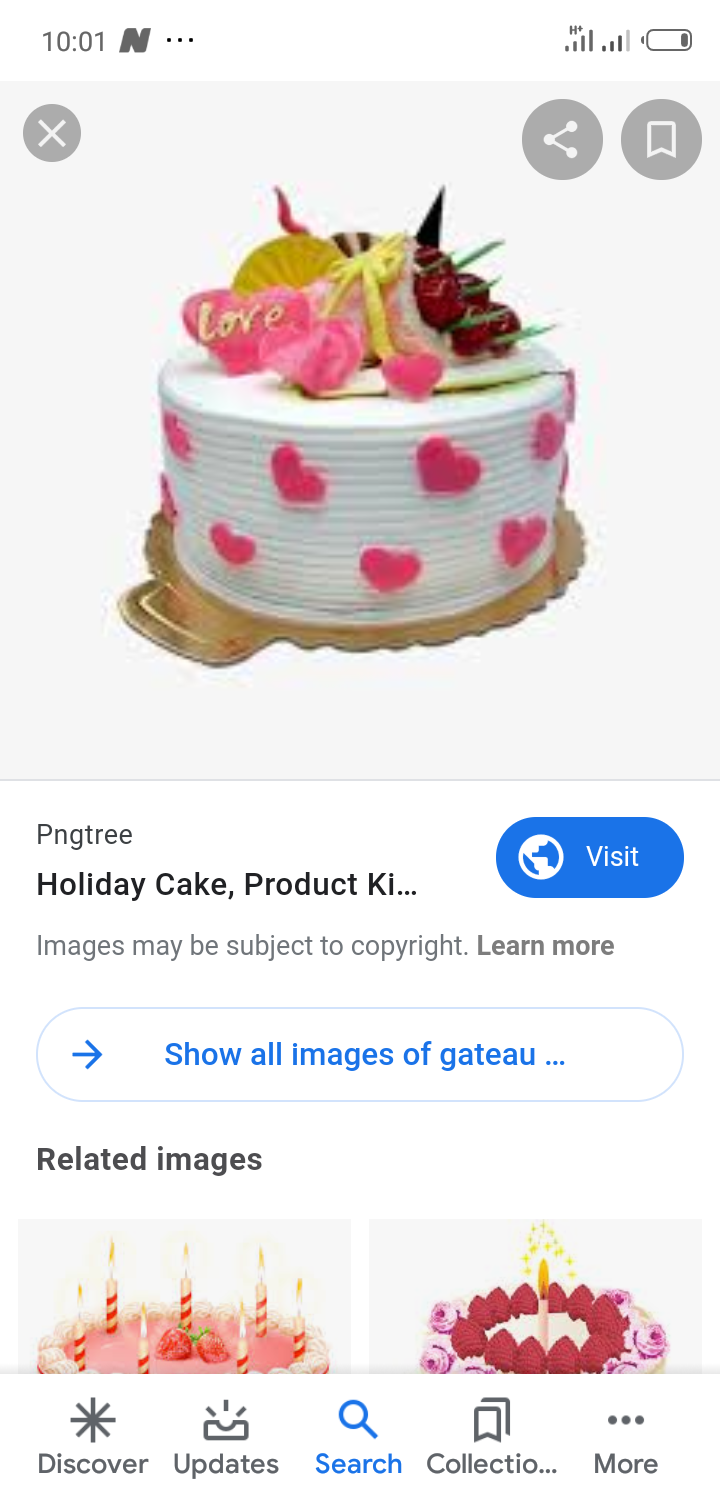 10:01
H+
Love
Pngtree
Holiday Cake, Product Ki...
Visit
Images may be subject to copyright. Learn more
Show all images of gateau ...
Related images
Discover
Updates
Search
Collectio...
More